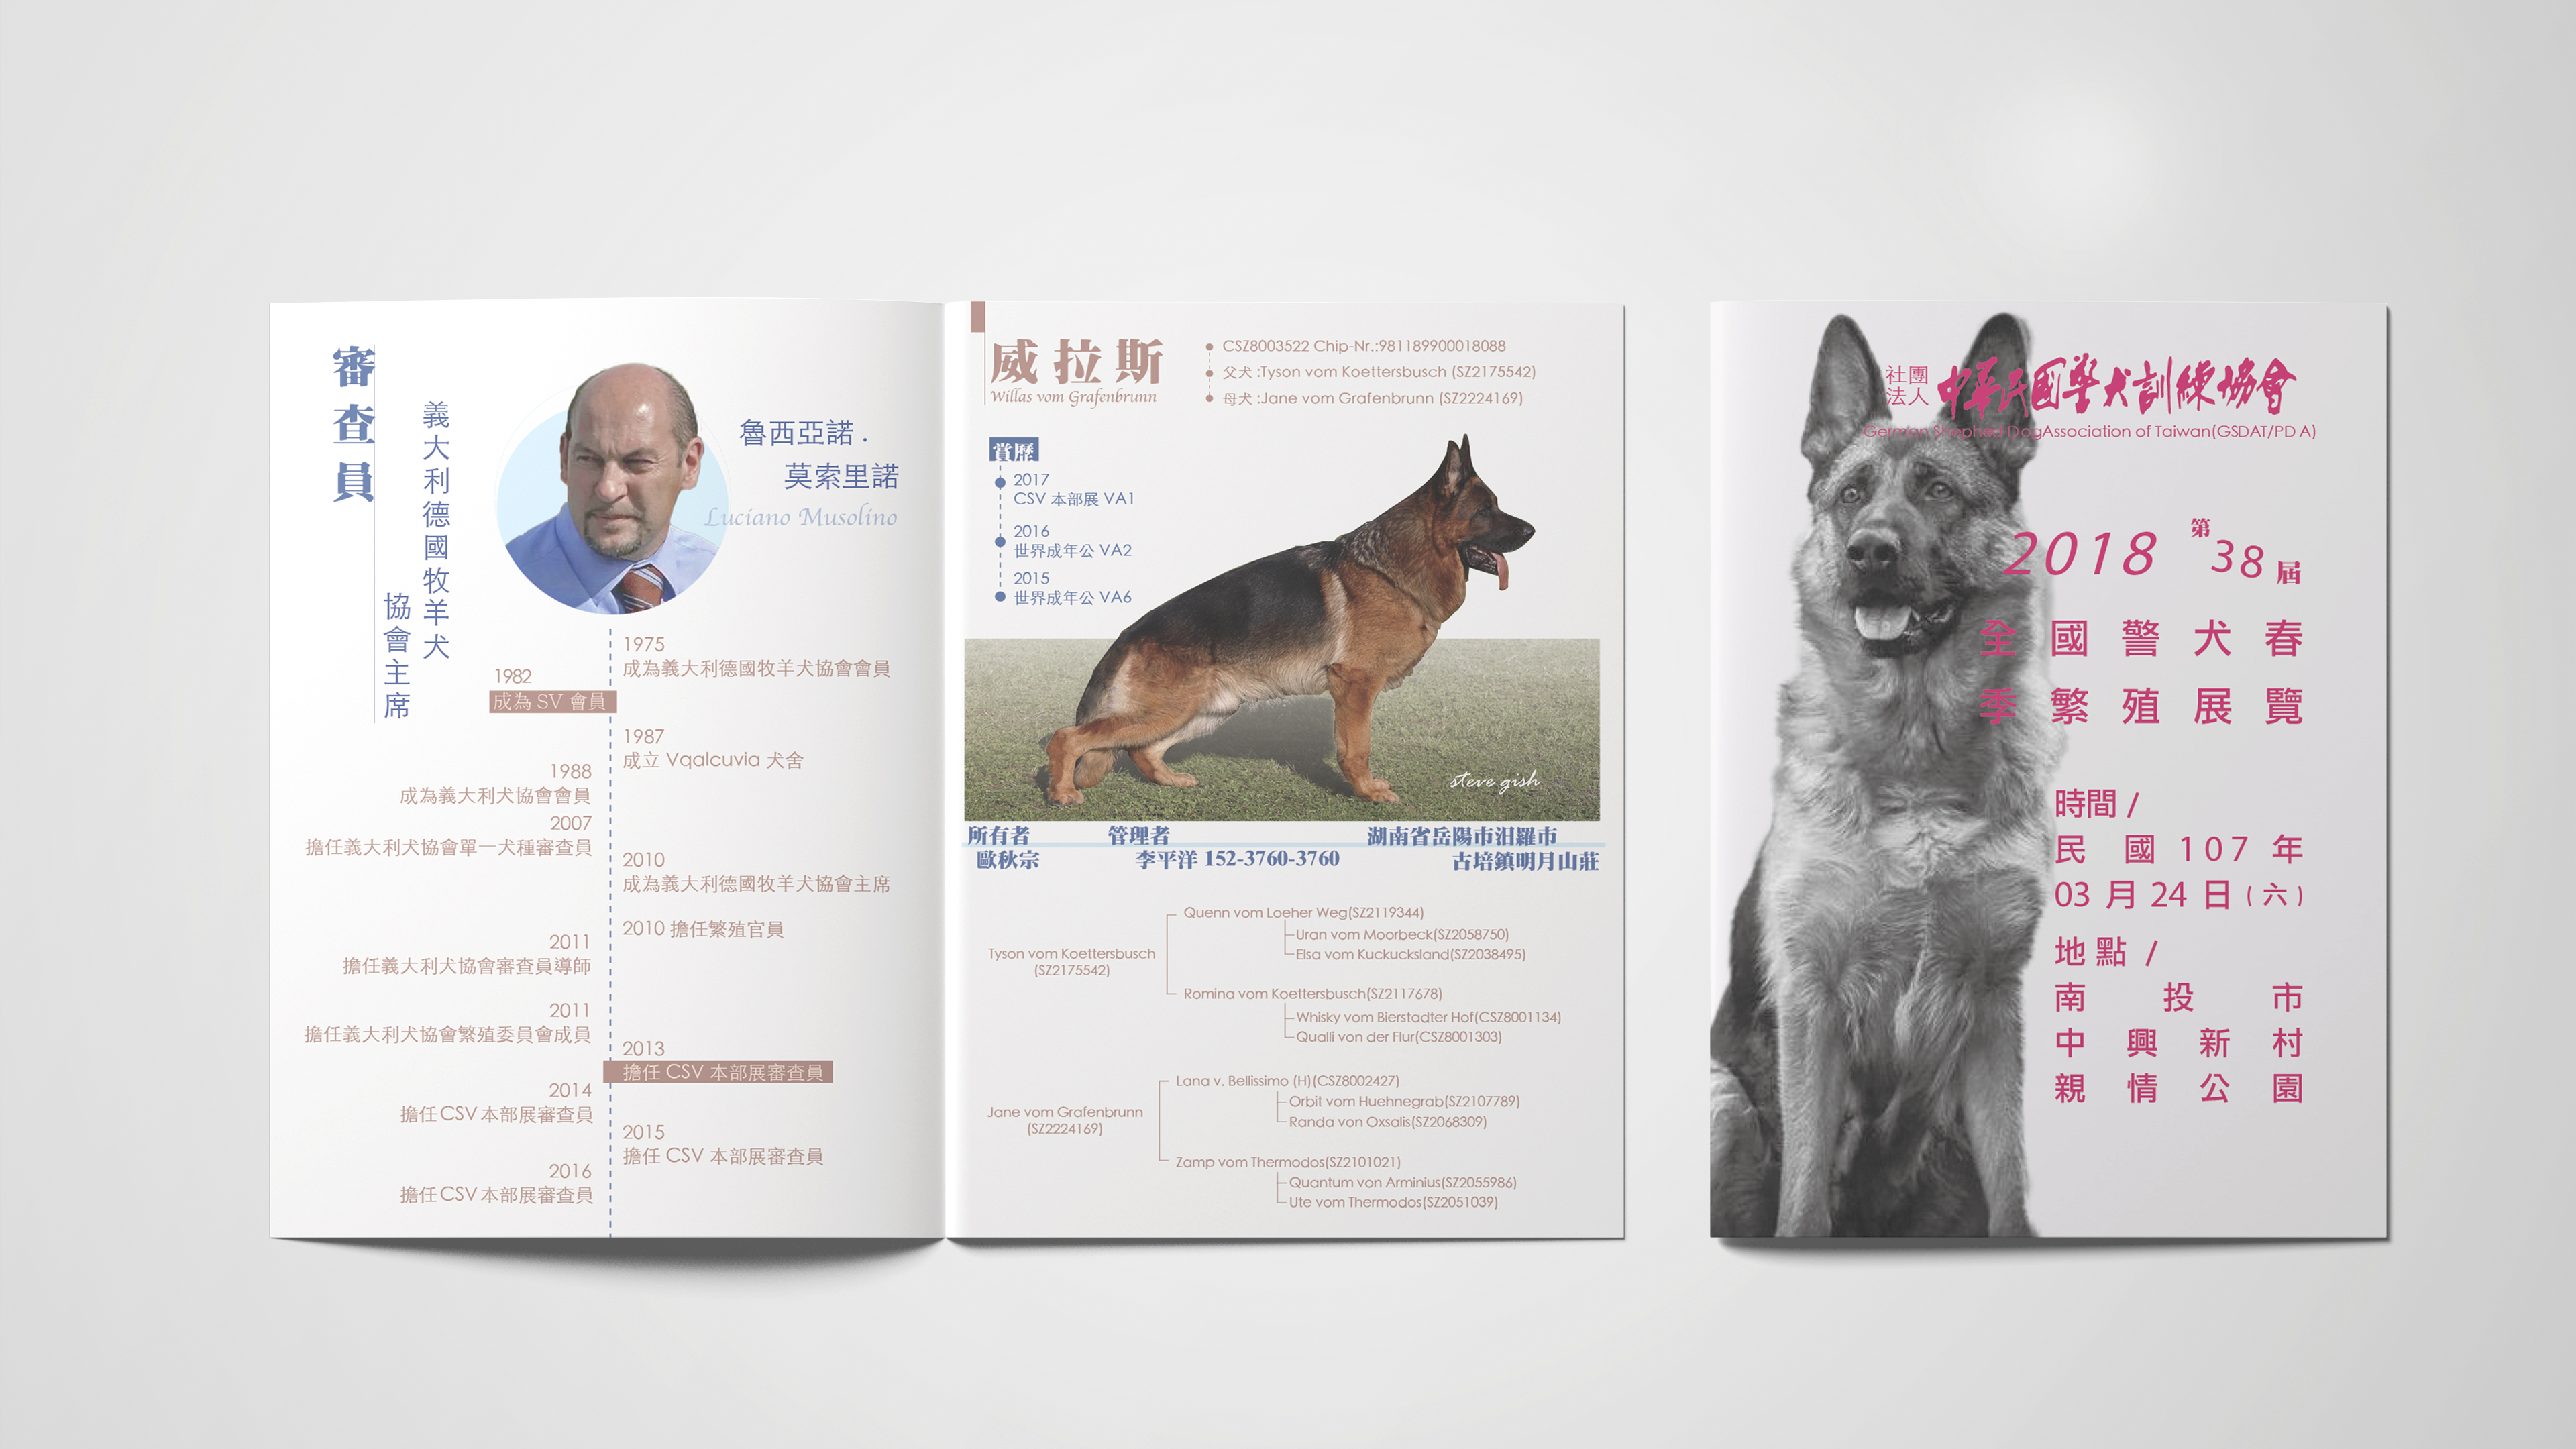 審查員
義大利德國牧羊犬
協會主席
魯西亞諾.
莫索里諾
Luciano Musolino
1975
成為義大利德國牧羊犬協會會員
1982
成為 SV 會員
1987
成立 Vqalcuvia 犬舍
1988
成為義大利犬協會會員
2007
擔任義大利犬協會單一犬種審查員
2010
成為義大利德國牧羊犬協會主席
2010 擔任繁殖官員
2011
擔任義大利犬協會審查員導師
2011
擔任義大利犬協會繁殖委員會成員
2013
擔任 CSV 本部展審查員
2014
擔任 CSV 本部展審查員
2015
擔任 CSV 本部展審查員
2016
擔任 CSV 本部展審查員
威拉斯
Willas vom Grafenbrunn
CSZ8003522 Chip-Nr.:981189900018088
父犬 :Tyson vom Koettersbusch (SZ2175542)
母犬 :Jane vom Grafenbrunn (SZ2224169)
賞歷
2017
CSV 本部展 VA1
2016
世界成年公 VA2
2015
世界成年公 VA6
steve gish
所有者 管理者 湖南省岳陽市汨羅市
歐秋宗 李平洋 152-3760-3760 古培鎮明月山莊
Tyson vom Koettersbusch
(SZ2175542)
Quenn vom Loeher Weg(SZ2119344)
Uran vom Moorbeck(SZ2058750)
Elsa vom Kuckucksland(SZ2038495)
Romina vom Koettersbusch(SZ2117678)
Whisky vom Bierstadter Hof(CSZ8001134)
Qualli von der Flur(CSZ8001303)
Jane vom Grafenbrunn
(SZ2224169)
Lana v. Bellissimo (H)(CSZ8002427)
Orbit vom Huehnegrab(SZ2107789)
Randa von Oxsalis(SZ2068309)
Zamp vom Thermodos(SZ2101021)
Quantum von Arminius(SZ2055986)
Ute vom Thermodos(SZ2051039)
社團
法人
中華民國警犬訓練協會
German Shepherd DogAssociation of Taiwan(GSDAT/PD A)
2018 第38屆
全國警犬春
季繁殖展覽
時間 /
民國 107 年
03 月 24 日 (六)
地點 /
南投市
中興新村
親情公園